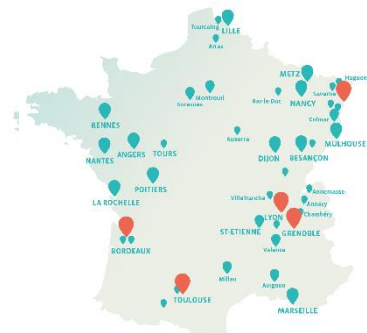 Tourcoing
LILLE
Arras
METZ
Haguen
Saverne
NANCY
Bar-le-Duc
Montreuil
Colmar
RENNES
MULHOUSE
Auxerre
ANGERS
TOURS
DIJON
BESANÇON
NANTES
POITIERS
LA ROCHELLE
Villefranche
Annemasse
Annecy
LYON
Chambéry
ST-ETIENNE
GRENOBLE
BORDEAUX
Valence
Millau
Avignon
TOULOUSE
MARSEILLE